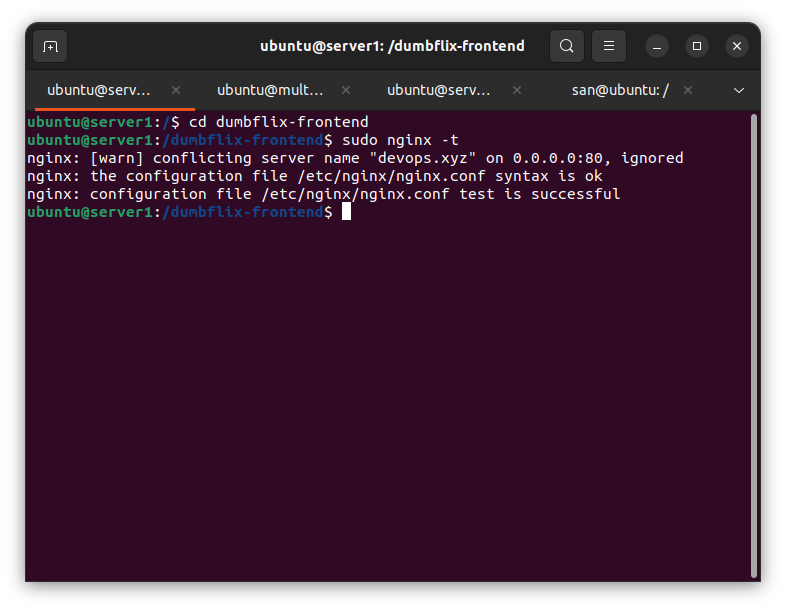 ubuntu@server1: /dumbflix-frontend
ubuntu@serv... ubuntu@mult... ubuntu@serv... san@ubuntu: /
ubuntu@server1:/$ cd dumbflix-frontend
ubuntu@server1:/dumbflix-frontend$ sudo nginx -t
nginx: [warn] conflicting server name "devops.xyz" on 0.0.0.0:80, ignored
nginx: the configuration file /etc/nginx/nginx.conf syntax is ok
nginx: configuration file /etc/nginx/nginx.conf test is successful
ubuntu@server1:/dumbflix-frontend$